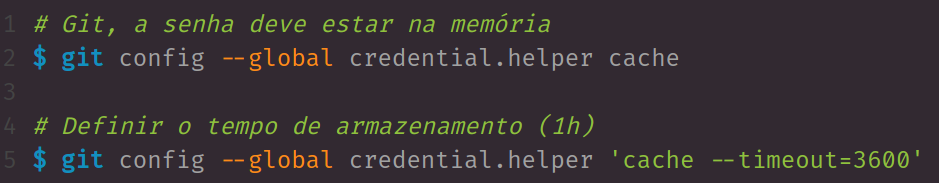 1 # Git, a senha deve estar na memória
2 $ git config --global credential.helper cache
3
4 # Definir o tempo de armazenamento (1h)
5 $ git config --global credential.helper 'cache --timeout=3600'